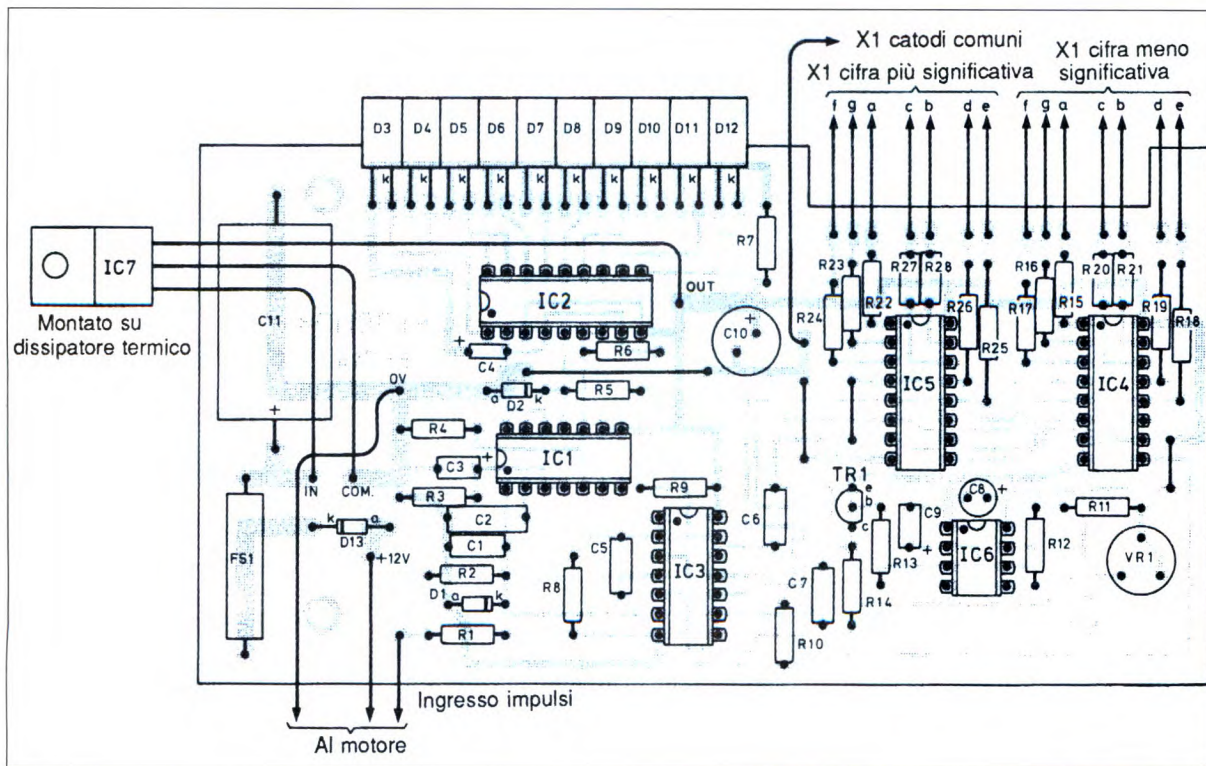 X1 catodi comuni
X1 cifra più significativa
X1 cifra meno
significativa
f g a c b d e
f g a c b d e
D3 D4 D5 D6 D7 D8 D9 D10 D11 D12
k k k k k k k k k k
IC7
Montato su
dissipatore termico
C11
+
IC2
OUT
R7
+
C10
+
C4
R6
0V
a
D2
k
R5
R23
R24
R22
R27
R28
R26
R25
IC5
R16
R17
R15
R20
R21
R19
R18
IC4
R4
C3
+
IC1
R3
IN
COM.
k
D13
a
+12V
FS1
C2
C1
R2
D1
a
k
R1
R9
C5
R8
IC3
C6
C7
R10
TR1
e
b
c
R13
R14
C9
+
C8
+
IC6
R12
R11
VR1
Ingresso impulsi
Al motore